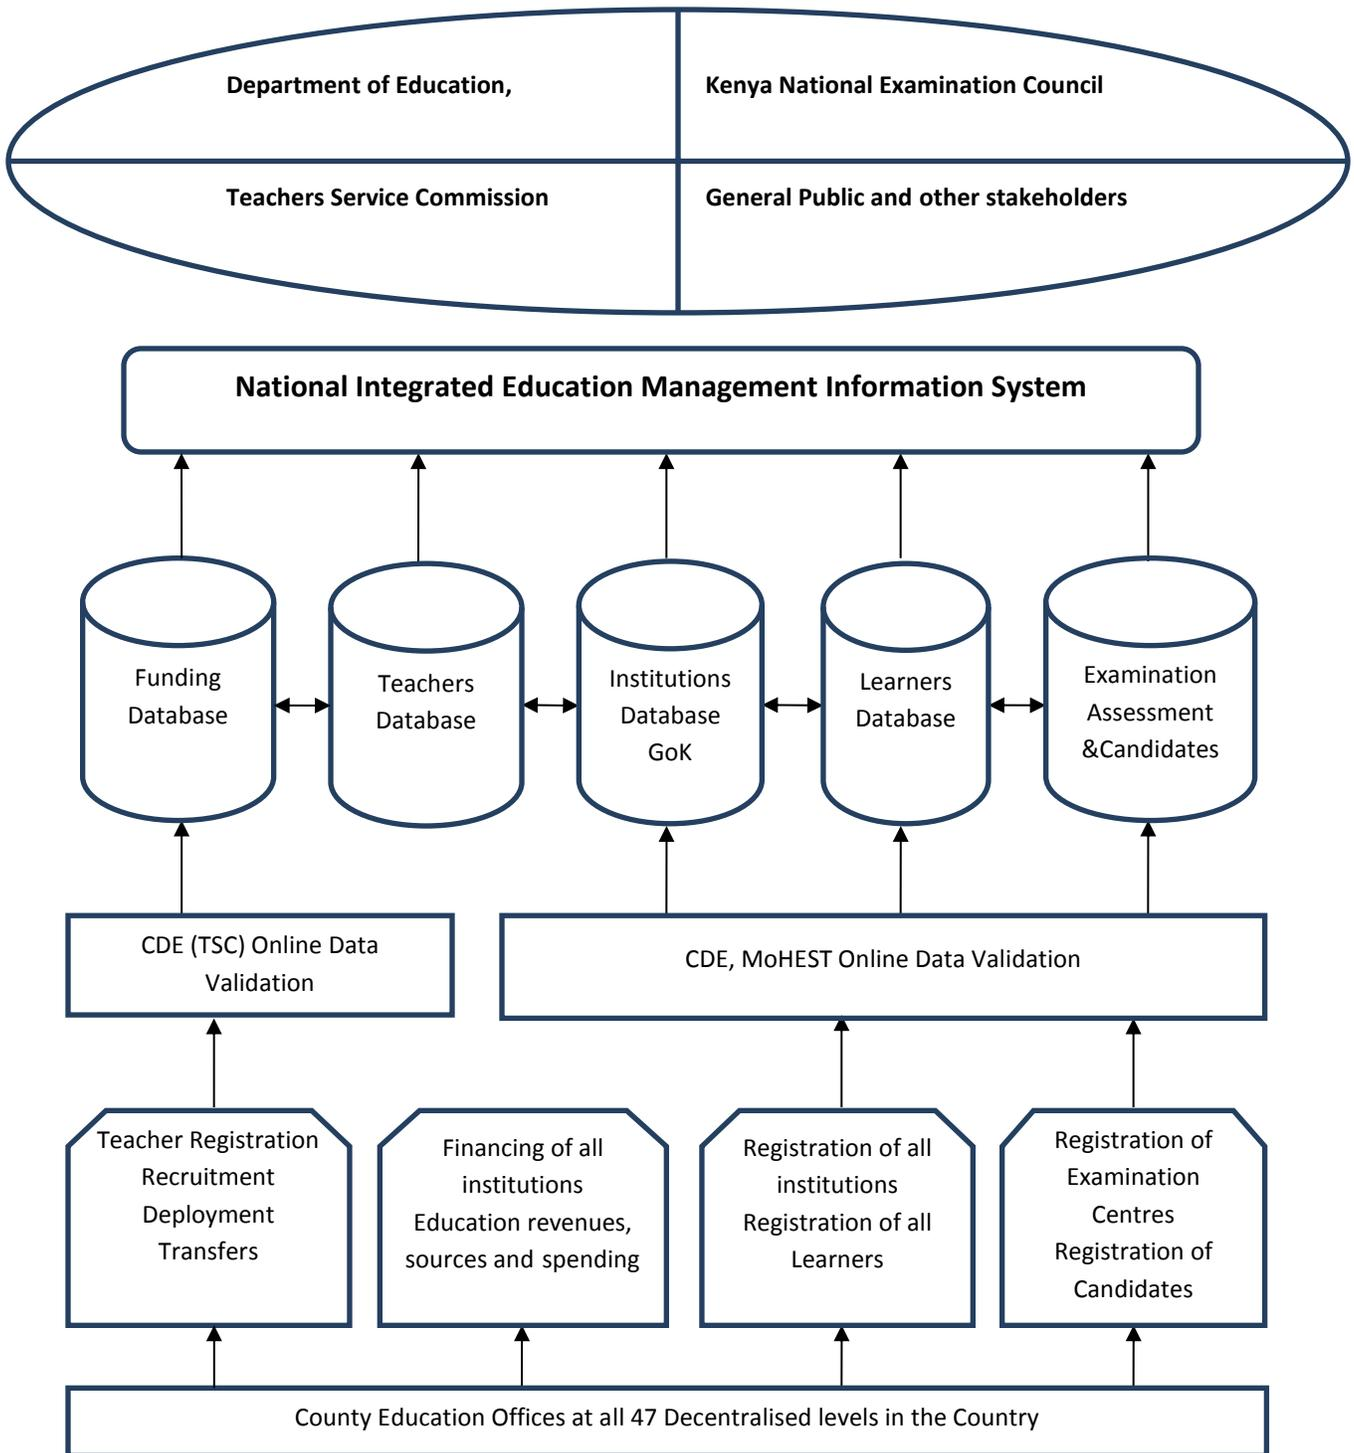 Department of Education,
Kenya National Examination Council
Teachers Service Commission
General Public and other stakeholders
National Integrated Education Management Information System
Funding
Database
Teachers
Database
Institutions
Database
GoK
Learners
Database
Examination
Assessment
&Candidates
CDE (TSC) Online Data
Validation
CDE, MoHEST Online Data Validation
Teacher Registration
Recruitment
Deployment
Transfers
Financing of all
institutions
Education revenues,
sources and spending
Registration of all
institutions
Registration of all
Learners
Registration of
Examination
Centres
Registration of
Candidates
County Education Offices at all 47 Decentralised levels in the Country